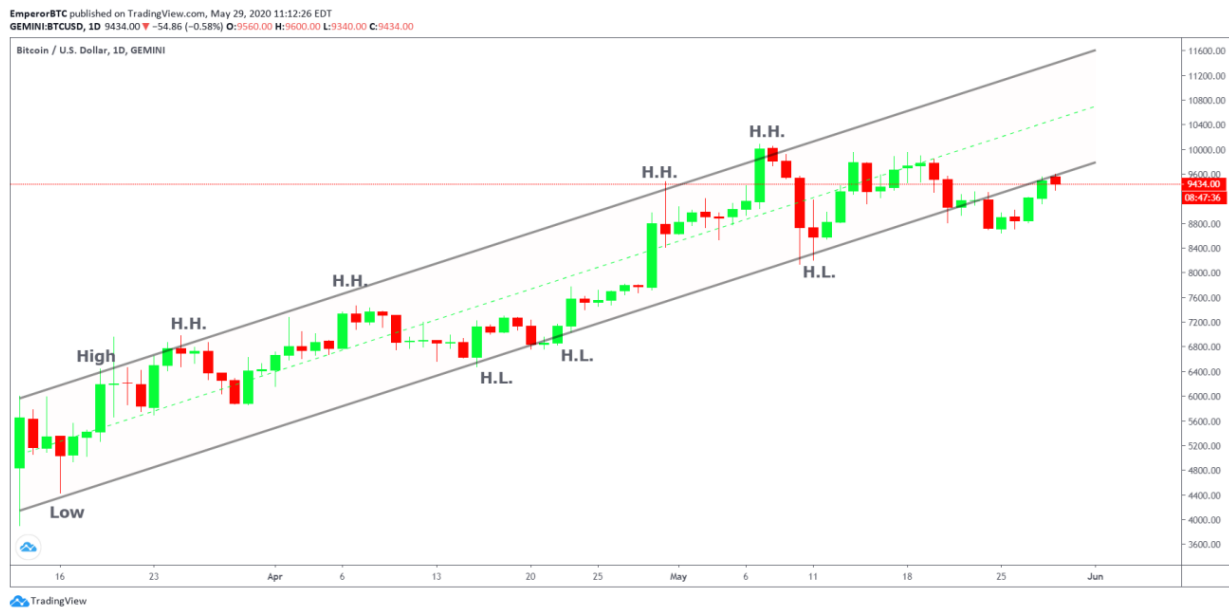 EmperorBTC published on TradingView.com, May 29, 2020 11:12:26 EDT
GEMINI:BTCUSD, 1D 9434.00 ▼ −54.86 (−0.58%) O:9560.00 H:9600.00 L:9340.00 C:9434.00
Bitcoin / U.S. Dollar, 1D, GEMINI
11600.00
11200.00
10800.00
10400.00
H.H.
10000.00
H.H.
9600.00
9434.00
08:47:36
8800.00
8400.00
H.L.
8000.00
H.H.
7600.00
H.H.
7200.00
High
6800.00
H.L.
H.L.
6400.00
6000.00
5600.00
5200.00
4800.00
4400.00
Low
4000.00
3600.00
16 23 Apr 6 13 20 25 May 6 11 18 25 Jun
TradingView